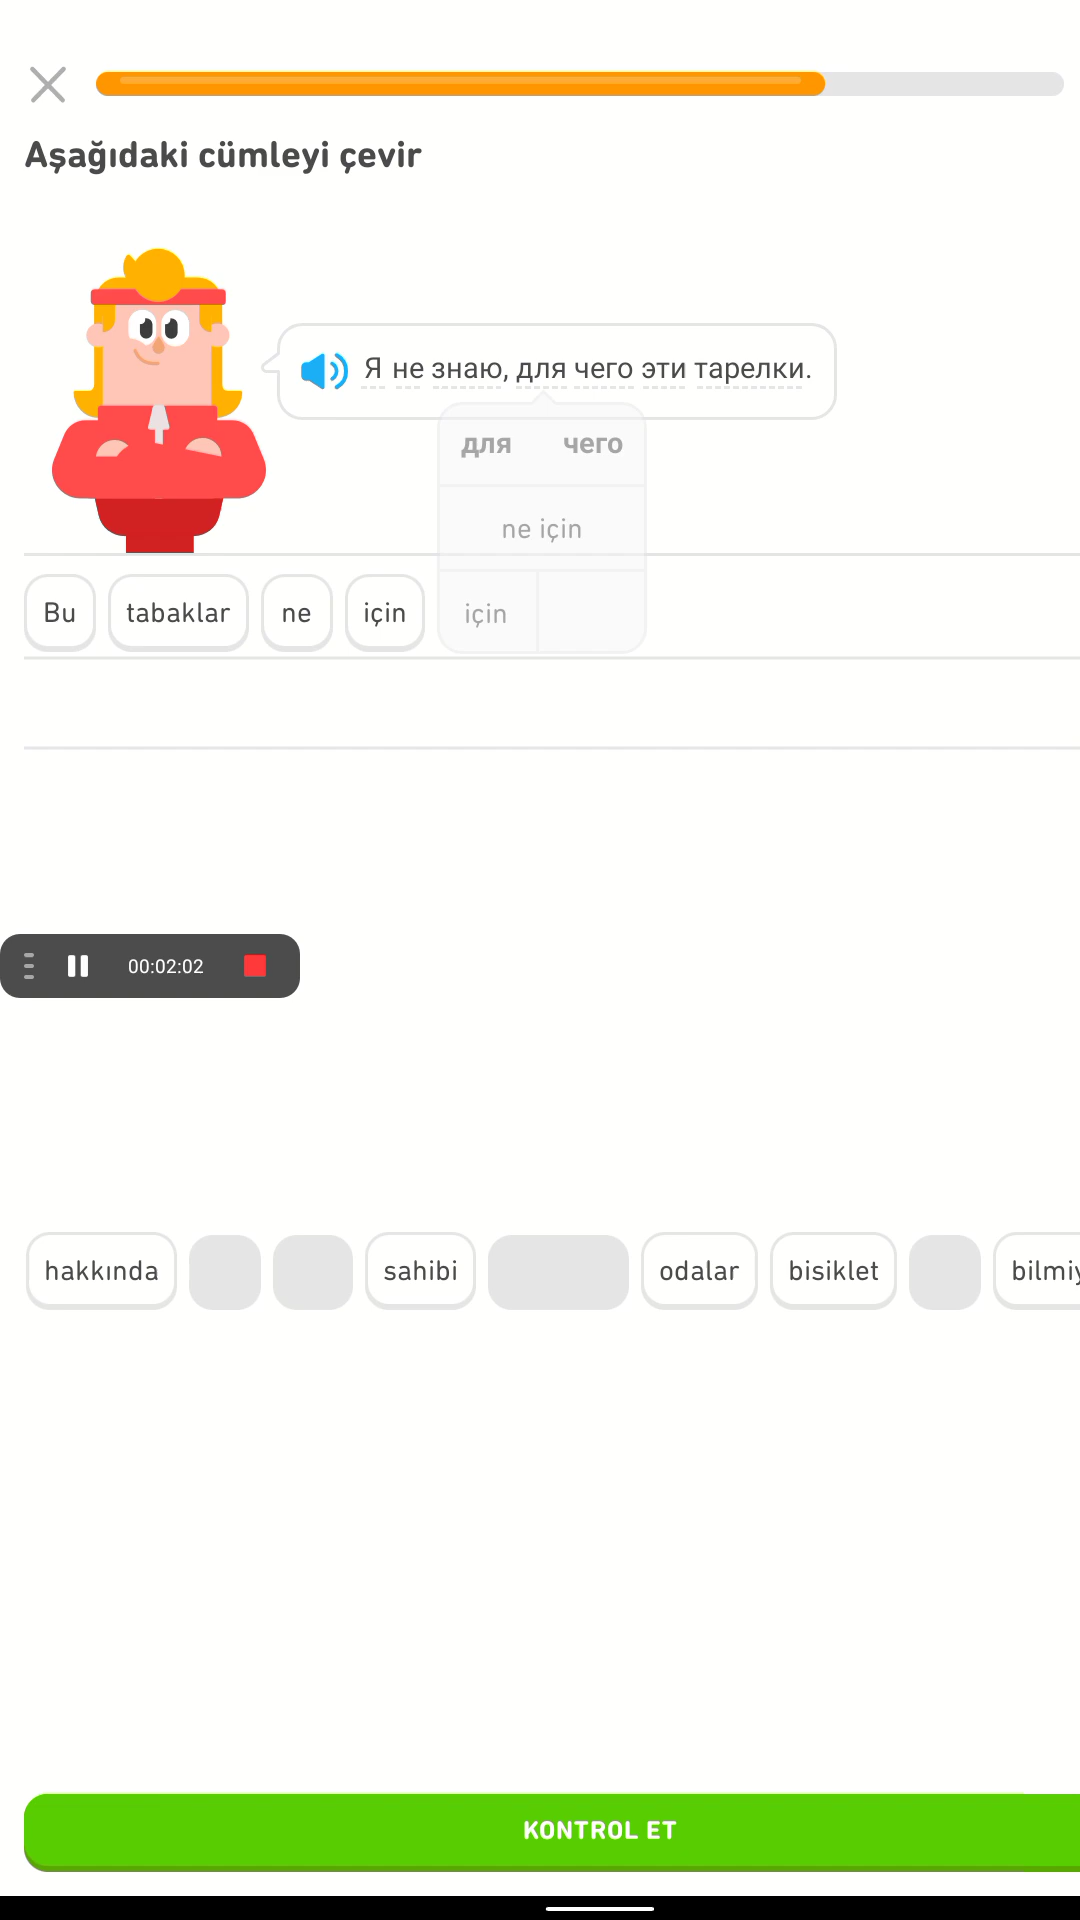 Aşağıdaki cümleyi çevir
Я не знаю, для чего эти тарелки.
для чего
ne için
için
Bu tabaklar ne için
00:02:02
hakkında sahibi odalar bisiklet bilmiy
KONTROL ET